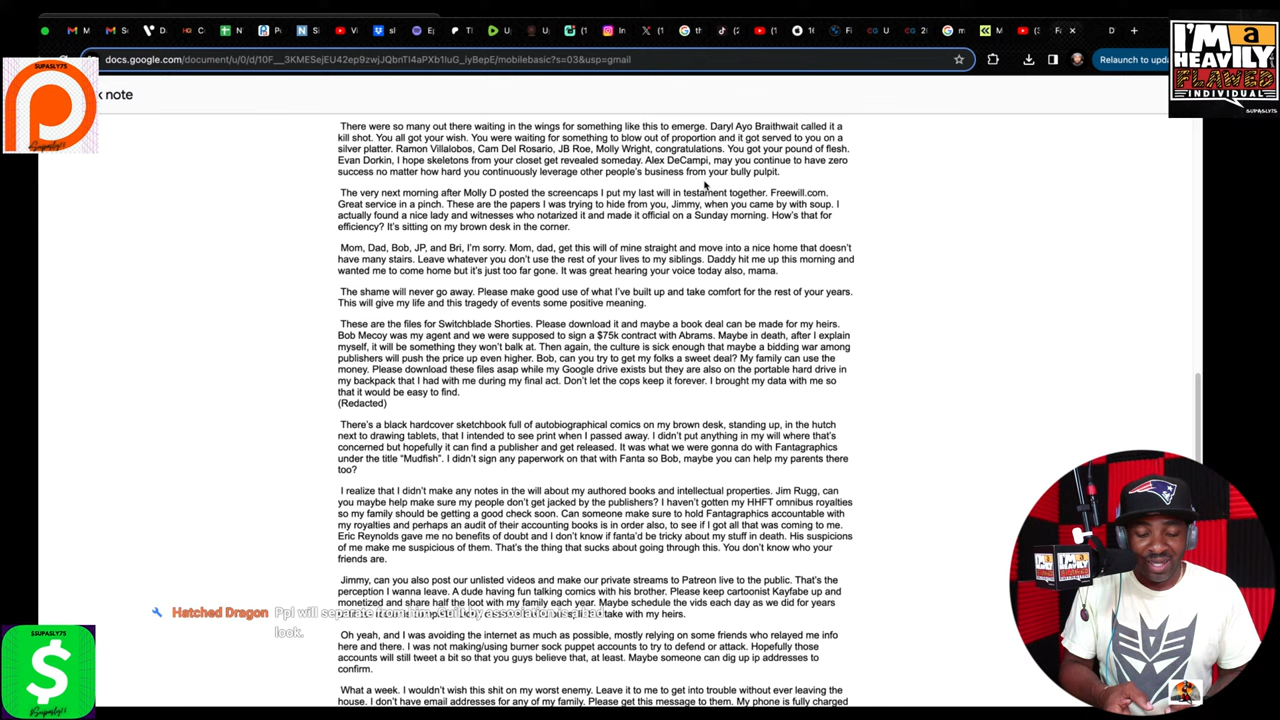 M
S
D
N
Vi
sl
Ep
T
Up
U
(1
In
X
(1
th
(2
(1
U
Fi
CG U
CG
2(
M
Fo
D
docs.google.com/document/u/0/d/10F__3KMESejEU42ep9zwjJQbnTl4aPXb1luG_iyBepE/mobilebasic?s=03&usp=gmail
Relaunch to upda
$SUPASLY75
k note
I'M a
HEAVILY
FLAWED
INDIVIDUAL
$SUPASLY75
There were so many out there waiting in the wings for something like this to emerge. Daryl Ayo Braithwait called it a
kill shot. You all got your wish. You were waiting for something to blow out of proportion and it got served to you on a
silver platter. Ramon Villalobos, Cam Del Rosario, JB Roe, Molly Wright, congratulations. You got your pound of flesh.
Evan Dorkin, I hope skeletons from your closet get revealed someday. Alex DeCampi, may you continue to have zero
success no matter how hard you continuously leverage other people's business from your bully pulpit.
The very next morning after Molly D posted the screencaps I put my last will in testament together. Freewill.com.
Great service in a pinch. These are the papers I was trying to hide from you, Jimmy, when you came by with soup. I
actually found a nice lady and witnesses who notarized it and made it official on a Sunday morning. How's that for
efficiency? It's sitting on my brown desk in the corner.
Mom, Dad, Bob, JP, and Bri, I'm sorry. Mom, dad, get this will of mine straight and move into a nice home that doesn't
have many stairs. Leave whatever you don't use the rest of your lives to my siblings. Daddy hit me up this morning and
wanted me to come home but it's just too far gone. It was great hearing your voice today also, mama.
The shame will never go away. Please make good use of what I've built up and take comfort for the rest of your years.
This will give my life and this tragedy of events some positive meaning.
These are the files for Switchblade Shorties. Please download it and maybe a book deal can be made for my heirs.
Bob Mecoy was my agent and we were supposed to sign a $75k contract with Abrams. Maybe in death, after I explain
myself, it will be something they won't balk at. Then again, the culture is sick enough that maybe a bidding war among
publishers will push the price up even higher. Bob, can you try to get my folks a sweet deal? My family can use the
money. Please download these files asap while my Google drive exists but they are also on the portable hard drive in
my backpack that I had with me during my final act. Don't let the cops keep it forever. I brought my data with me so
that it would be easy to find.
(Redacted)
There's a black hardcover sketchbook full of autobiographical comics on my brown desk, standing up, in the hutch
next to drawing tablets, that I intended to see print when I passed away. I didn't put anything in my will where that's
concerned but hopefully it can find a publisher and get released. It was what we were gonna do with Fantagraphics
under the title “Mudfish”. I didn't sign any paperwork on that with Fanta so Bob, maybe you can help my parents there
too?
I realize that I didn't make any notes in the will about my authored books and intellectual properties. Jim Rugg, can
you maybe help make sure my people don't get jacked by the publishers? I haven't gotten my HHFT omnibus royalties
so my family should be getting a good check soon. Can someone make sure to hold Fantagraphics accountable with
my royalties and perhaps an audit of their accounting books is in order also, to see if I got all that was coming to me.
Eric Reynolds gave me no benefits of doubt and I don't know if fanta'd be tricky about my stuff in death. His suspicions
of me make me suspicious of them. That's the thing that sucks about going through this. You don't know who your
friends are.
Jimmy, can you also post our unlisted videos and make our private streams to Patreon live to the public. That's the
perception I wanna leave. A dude having fun talking comics with his brother. Please keep cartoonist Kayfabe up and
monetized and share half the loot with my family each year. Maybe schedule the vids each day as we did for years
take with my heirs.
Hatched Dragon Ppl will separate from him. Guilt by association is a bad
look.
Oh yeah, and I was avoiding the internet as much as possible, mostly relying on some friends who relayed me info
here and there. I was not making/using burner sock puppet accounts to try to defend or attack. Hopefully those
accounts will still tweet a bit so that you guys believe that, at least. Maybe someone can dig up ip addresses to
confirm.
What a week. I wouldn't wish this shit on my worst enemy. Leave it to me to get into trouble without ever leaving the
house. I don't have email addresses for any of my family. Please get this message to them. My phone is fully charged
$SUPASLY75